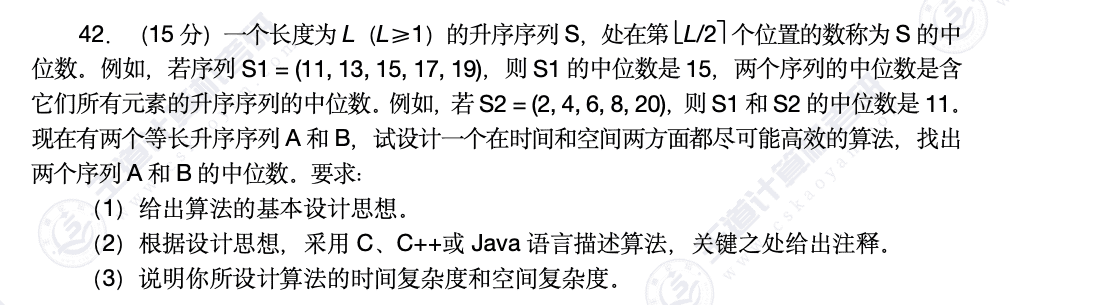 42. (15 分) 一个长度为 L (L≥1) 的升序序列 S, 处在第⌊L/2⌉个位置的数称为 S 的中
位数。例如, 若序列 S1 = (11, 13, 15, 17, 19), 则 S1 的中位数是 15, 两个序列的中位数是含
它们所有元素的升序序列的中位数。例如, 若 S2 = (2, 4, 6, 8, 20), 则 S1 和 S2 的中位数是 11。
现在有两个等长升序序列 A 和 B, 试设计一个在时间和空间两方面都尽可能高效的算法, 找出
两个序列 A 和 B 的中位数。要求:
(1) 给出算法的基本设计思想。
(2) 根据设计思想, 采用 C、C++或 Java 语言描述算法, 关键之处给出注释。
(3) 说明你所设计算法的时间复杂度和空间复杂度。